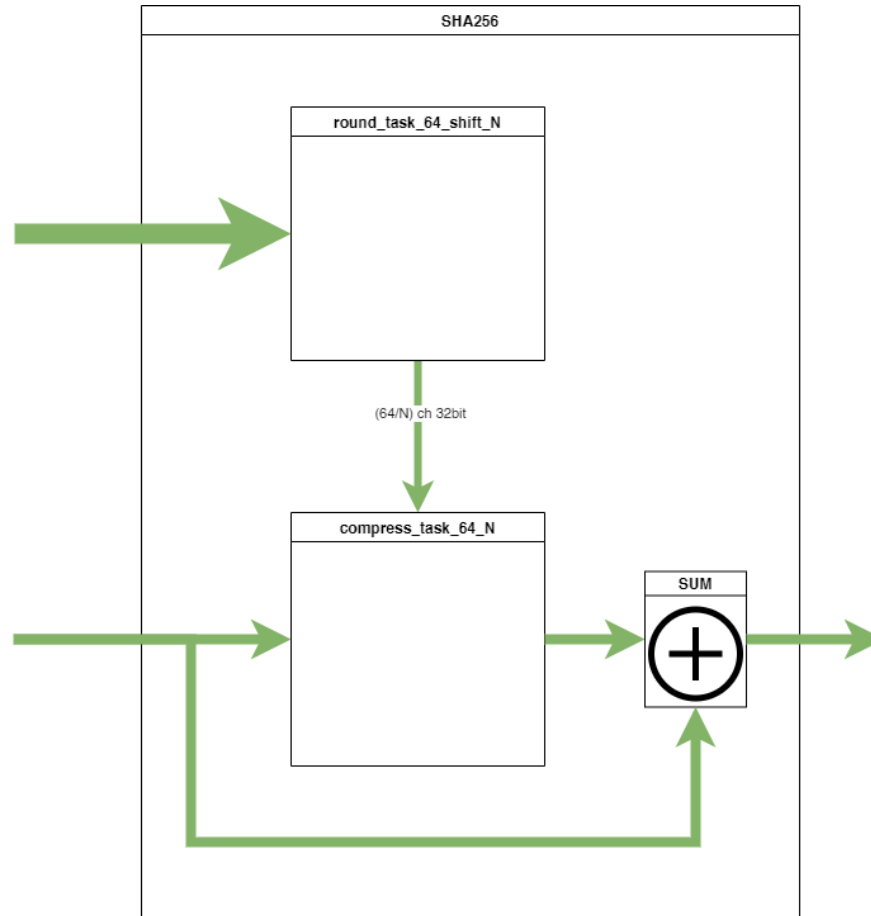 SHA256
round_task_64_shift_N
(64/N) ch 32bit
compress_task_64_N
SUM